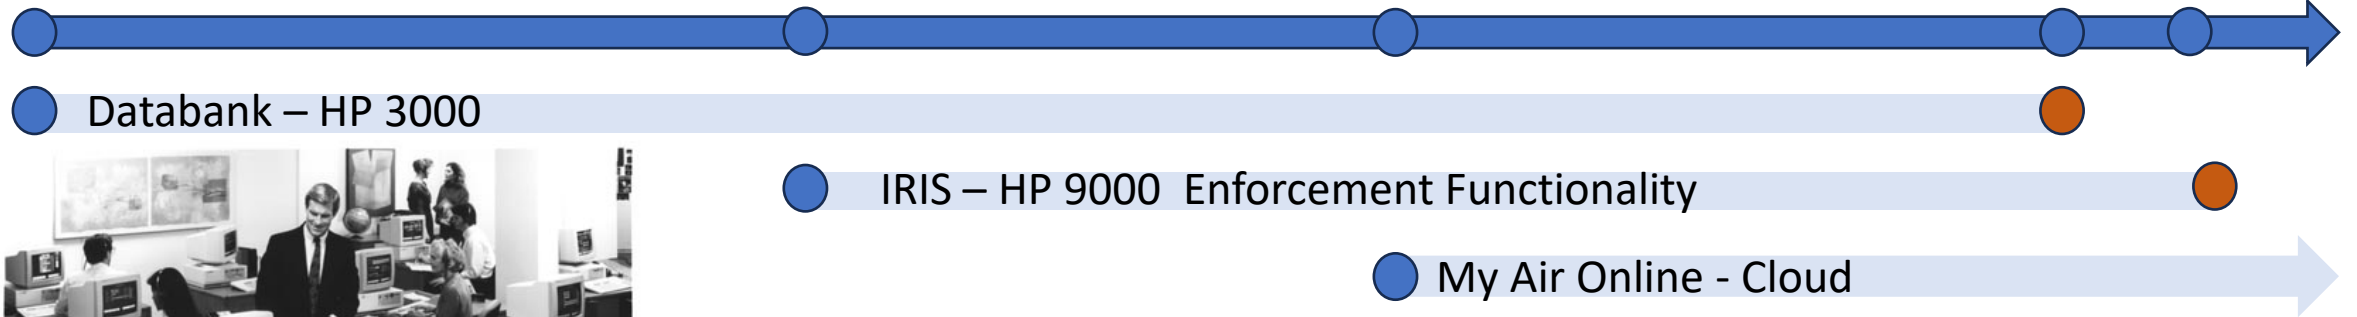 Databank – HP 3000
IRIS – HP 9000  Enforcement Functionality
My Air Online - Cloud